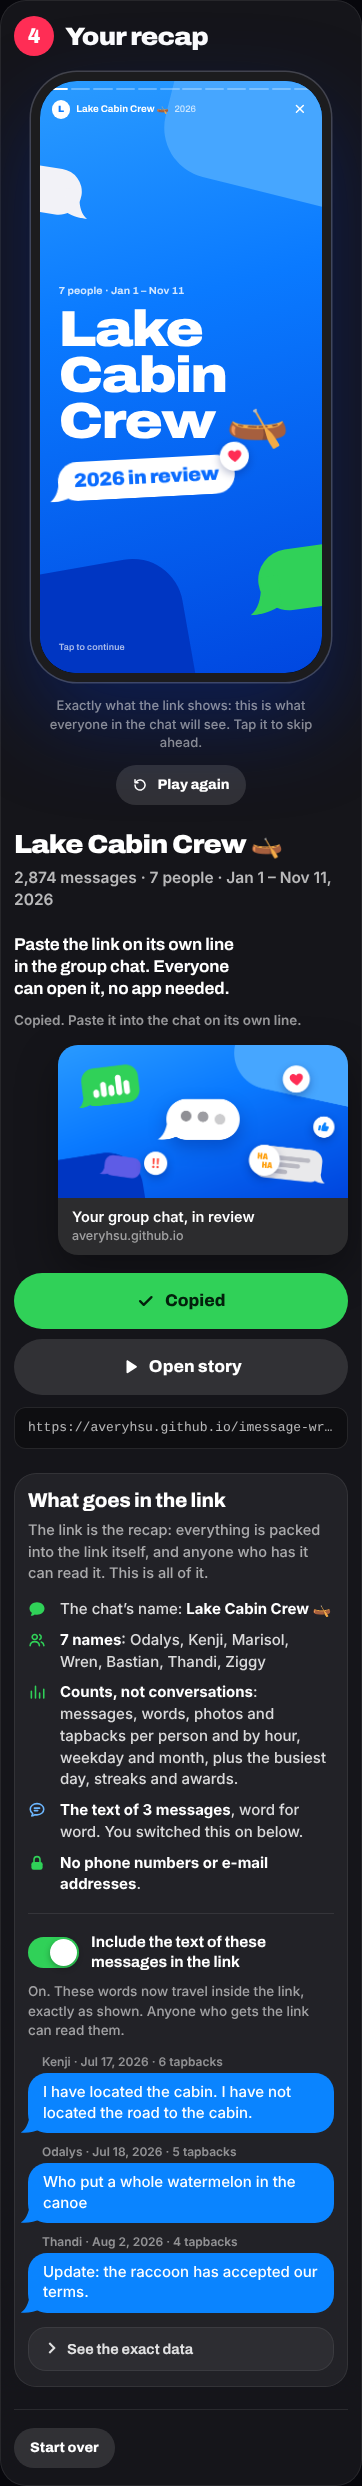 4 Your recap
L Lake Cabin Crew 🛶 2026 ✕
7 people · Jan 1 – Nov 11
Lake
Cabin
Crew 🛶
2026 in review
Tap to continue
Exactly what the link shows: this is what
everyone in the chat will see. Tap it to skip
ahead.
Play again
Lake Cabin Crew 🛶
2,874 messages · 7 people · Jan 1 – Nov 11,
2026
Paste the link on its own line
in the group chat. Everyone
can open it, no app needed.
Copied. Paste it into the chat on its own line.
!!
HA
HA
Your group chat, in review
averyhsu.github.io
Copied
Open story
https://averyhsu.github.io/imessage-wr…
What goes in the link
The link is the recap: everything is packed
into the link itself, and anyone who has it
can read it. This is all of it.
The chat’s name: Lake Cabin Crew 🛶
7 names: Odalys, Kenji, Marisol,
Wren, Bastian, Thandi, Ziggy
Counts, not conversations:
messages, words, photos and
tapbacks per person and by hour,
weekday and month, plus the busiest
day, streaks and awards.
The text of 3 messages, word for
word. You switched this on below.
No phone numbers or e-mail
addresses.
Include the text of these
messages in the link
On. These words now travel inside the link,
exactly as shown. Anyone who gets the link
can read them.
Kenji · Jul 17, 2026 · 6 tapbacks
I have located the cabin. I have not
located the road to the cabin.
Odalys · Jul 18, 2026 · 5 tapbacks
Who put a whole watermelon in the
canoe
Thandi · Aug 2, 2026 · 4 tapbacks
Update: the raccoon has accepted our
terms.
See the exact data
Start over